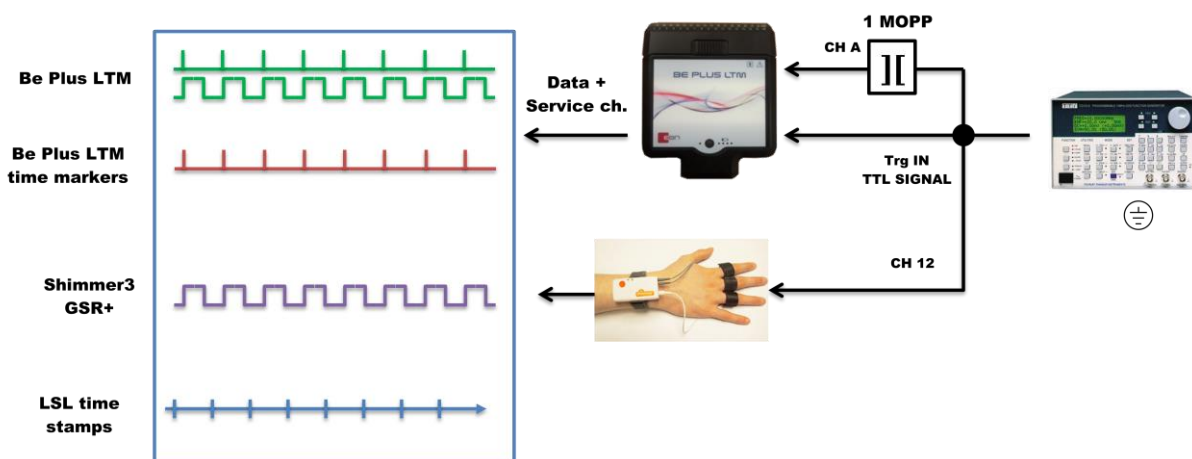 1 MOPP
CH A
Be Plus LTM
Data +
Service ch.
BE PLUS LTM
Be Plus LTM
time markers
Trg IN
TTL SIGNAL
CH 12
Shimmer3
GSR+
LSL time
stamps